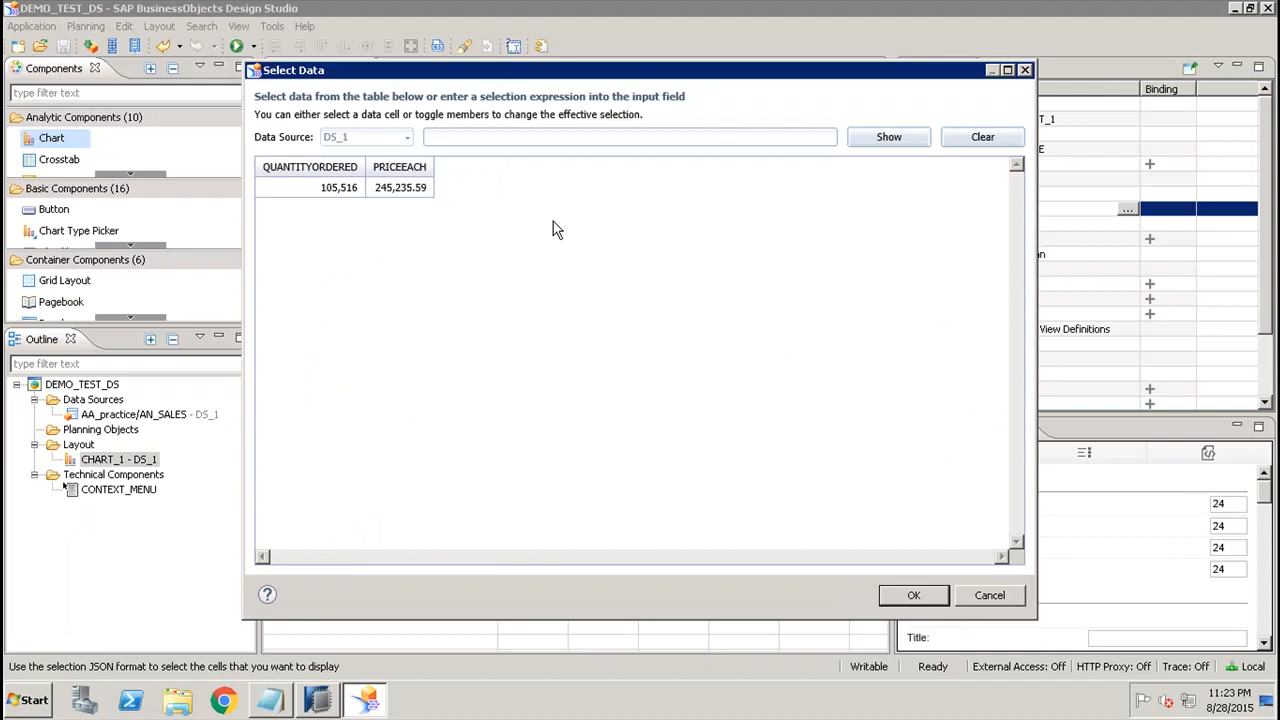 DEMO_TEST_DS - SAP BusinessObjects Design Studio
Application Planning Edit Layout Search View Tools Help
Components
type filter text
Analytic Components (10)
Chart
Crosstab
Basic Components (16)
Button
Chart Type Picker
Container Components (6)
Grid Layout
Pagebook
Outline
type filter text
DEMO_TEST_DS
Data Sources
AA_practice/AN_SALES - DS_1
Planning Objects
Layout
CHART_1 - DS_1
Technical Components
CONTEXT_MENU
Select Data
Select data from the table below or enter a selection expression into the input field
You can either select a data cell or toggle members to change the effective selection.
Data Source: DS_1 Show Clear
QUANTITYORDERED PRICEEACH
105,516 245,235.59
? OK Cancel
Binding
T_1
E
...
an
View Definitions
24
24
24
24
Title:
Use the selection JSON format to select the cells that you want to display
Writable Ready External Access: Off HTTP Proxy: Off Trace: Off Local
Start
11:23 PM
8/28/2015